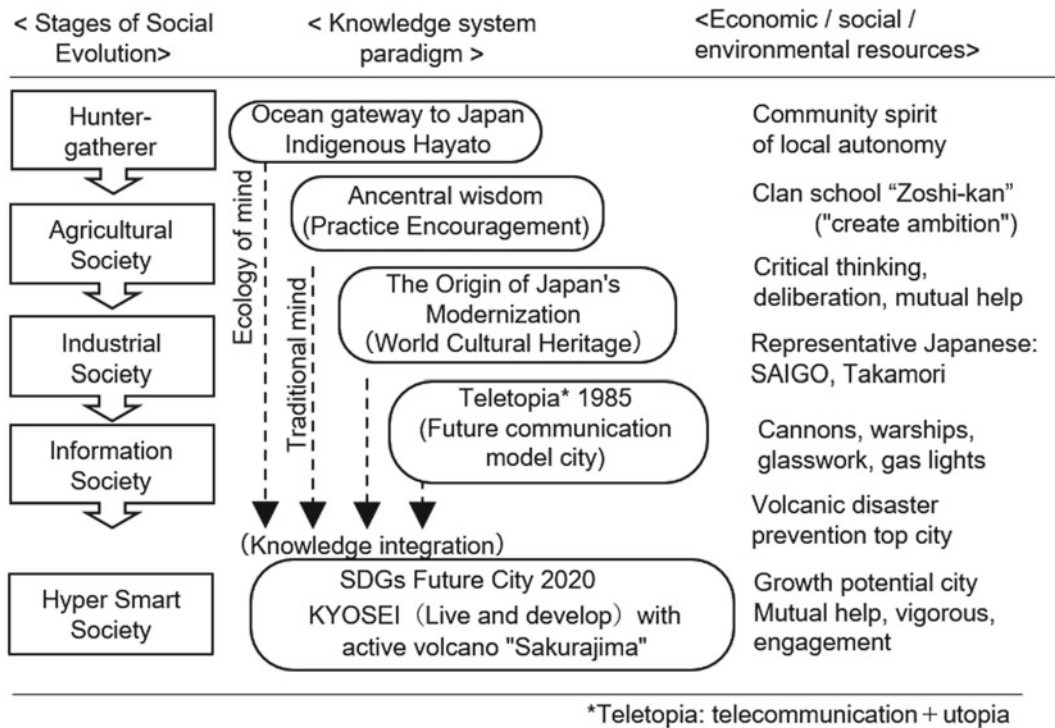 < Stages of Social
Evolution>
< Knowledge system
paradigm >
<Economic / social /
environmental resources>
Hunter-
gatherer
Ocean gateway to Japan
Indigenous Hayato
Community spirit
of local autonomy
Ancentral wisdom
(Practice Encouragement)
Clan school “Zoshi-kan”
("create ambition")
Agricultural
Society
Ecology of mind
Traditional mind
Critical thinking,
deliberation, mutual help
The Origin of Japan's
Modernization
(World Cultural Heritage)
Industrial
Society
Representative Japanese:
SAIGO, Takamori
Teletopia* 1985
(Future communication
model city)
Information
Society
Cannons, warships,
glasswork, gas lights
Volcanic disaster
prevention top city
(Knowledge integration)
Hyper Smart
Society
SDGs Future City 2020
KYOSEI (Live and develop) with
active volcano "Sakurajima"
Growth potential city
Mutual help, vigorous,
engagement
*Teletopia: telecommunication + utopia